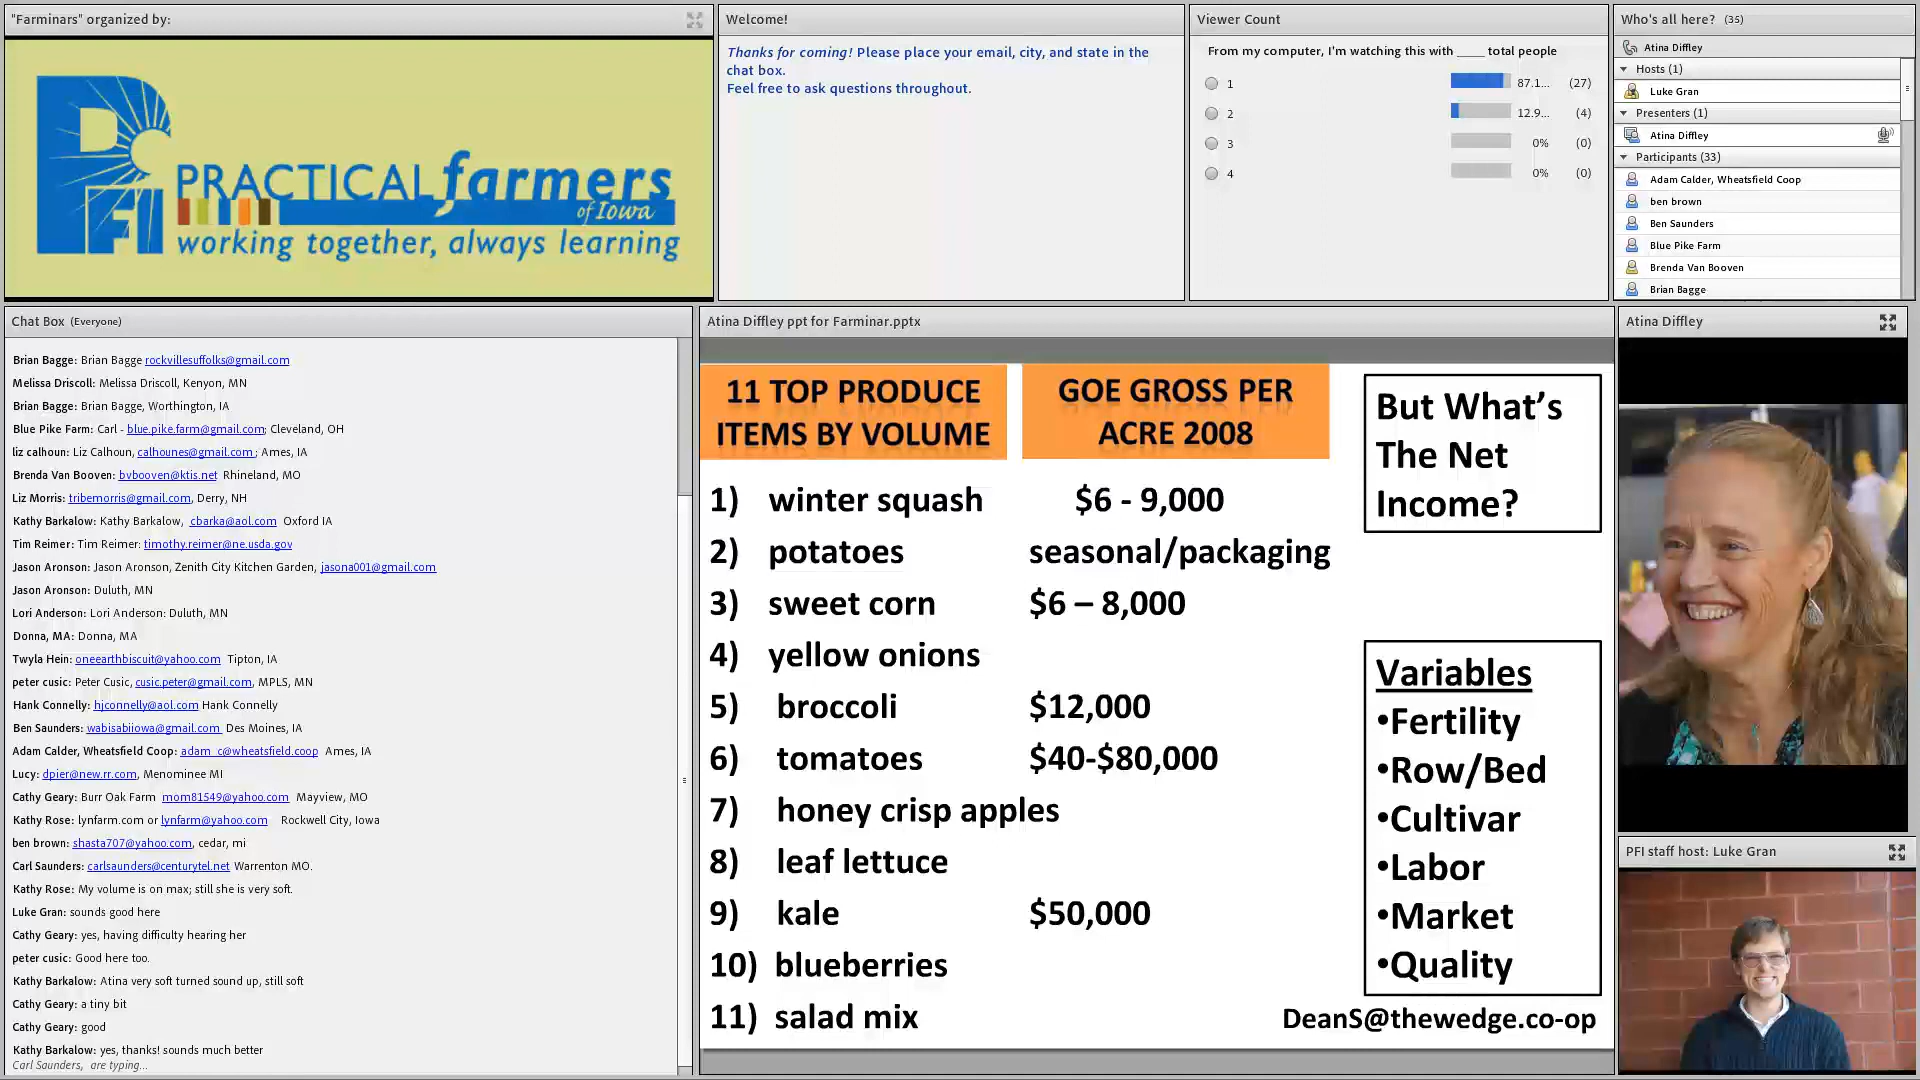 "Farminars" organized by:
PFI
PRACTICAL farmers
of Iowa
working together, always learning
Welcome!
Thanks for coming! Please place your email, city, and state in the
chat box.
Feel free to ask questions throughout.
Viewer Count
From my computer, I'm watching this with ____ total people
1 87.1... (27)
2 12.9... (4)
3 0% (0)
4 0% (0)
Who's all here? (35)
Atina Diffley
Hosts (1)
Luke Gran
Presenters (1)
Atina Diffley
Participants (33)
Adam Calder, Wheatsfield Coop
ben brown
Ben Saunders
Blue Pike Farm
Brenda Van Booven
Brian Bagge
Chat Box (Everyone)
Brian Bagge: Brian Bagge rockvillesuffolks@gmail.com
Melissa Driscoll: Melissa Driscoll, Kenyon, MN
Brian Bagge: Brian Bagge, Worthington, IA
Blue Pike Farm: Carl - blue.pike.farm@gmail.com; Cleveland, OH
liz calhoun: Liz Calhoun, calhounes@gmail.com ; Ames, IA
Brenda Van Booven: bvbooven@ktis.net Rhineland, MO
Liz Morris: tribemorris@gmail.com, Derry, NH
Kathy Barkalow: Kathy Barkalow, cbarka@aol.com Oxford IA
Tim Reimer: Tim Reimer: timothy.reimer@ne.usda.gov
Jason Aronson: Jason Aronson, Zenith City Kitchen Garden, jasona001@gmail.com
Jason Aronson: Duluth, MN
Lori Anderson: Lori Anderson: Duluth, MN
Donna, MA: Donna, MA
Twyla Hein: oneearthbiscuit@yahoo.com Tipton, IA
peter cusic: Peter Cusic, cusic.peter@gmail.com, MPLS, MN
Hank Connelly: hjconnelly@aol.com Hank Connelly
Ben Saunders: wabisabiiowa@gmail.com Des Moines, IA
Adam Calder, Wheatsfield Coop: adam_c@wheatsfield.coop Ames, IA
Lucy: dpier@new.rr.com, Menominee MI
Cathy Geary: Burr Oak Farm mom81549@yahoo.com Mayview, MO
Kathy Rose: lynfarm.com or lynfarm@yahoo.com Rockwell City, Iowa
ben brown: shasta707@yahoo.com, cedar, mi
Carl Saunders: carlsaunders@centurytel.net Warrenton MO.
Kathy Rose: My volume is on max; still she is very soft.
Luke Gran: sounds good here
Cathy Geary: yes, having difficulty hearing her
peter cusic: Good here too.
Kathy Barkalow: Atina very soft turned sound up, still soft
Cathy Geary: a tiny bit
Cathy Geary: good
Kathy Barkalow: yes, thanks! sounds much better
Carl Saunders, are typing...
Atina Diffley ppt for Farminar.pptx
11 TOP PRODUCE
ITEMS BY VOLUME
GOE GROSS PER
ACRE 2008
1) winter squash $6 - 9,000
2) potatoes seasonal/packaging
3) sweet corn $6 – 8,000
4) yellow onions
5) broccoli $12,000
6) tomatoes $40-$80,000
7) honey crisp apples
8) leaf lettuce
9) kale $50,000
10) blueberries
11) salad mix
But What's
The Net
Income?
Variables
•Fertility
•Row/Bed
•Cultivar
•Labor
•Market
•Quality
DeanS@thewedge.co-op
Atina Diffley
PFI staff host: Luke Gran